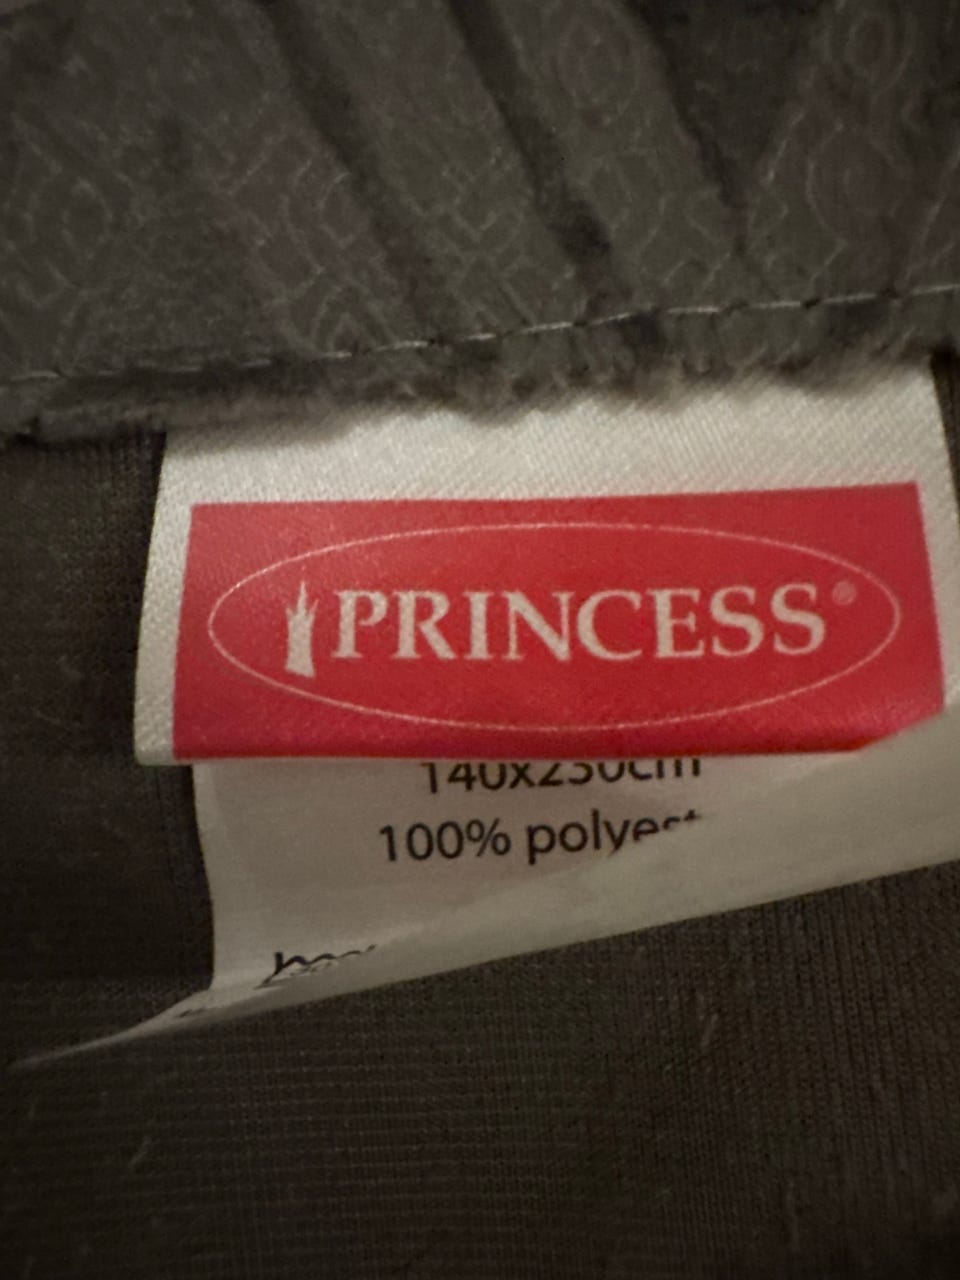 PRINCESS®
140x230cm
100% polyest